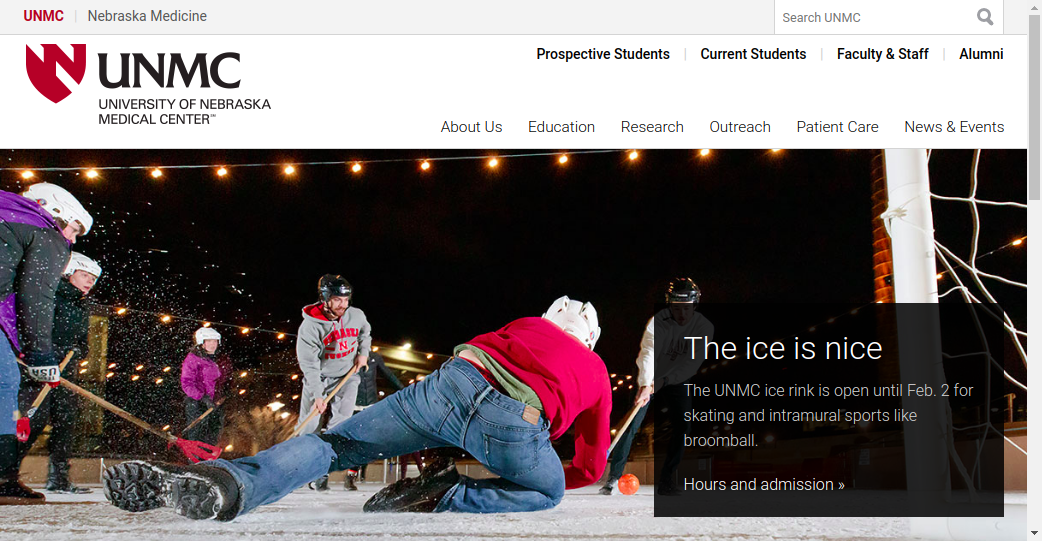 UNMC | Nebraska Medicine
Search UNMC
UNMC
UNIVERSITY OF NEBRASKA
MEDICAL CENTER℠
Prospective Students | Current Students | Faculty & Staff | Alumni
About Us Education Research Outreach Patient Care News & Events
The ice is nice
The UNMC ice rink is open until Feb. 2 for
skating and intramural sports like
broomball.
Hours and admission »
N
USA